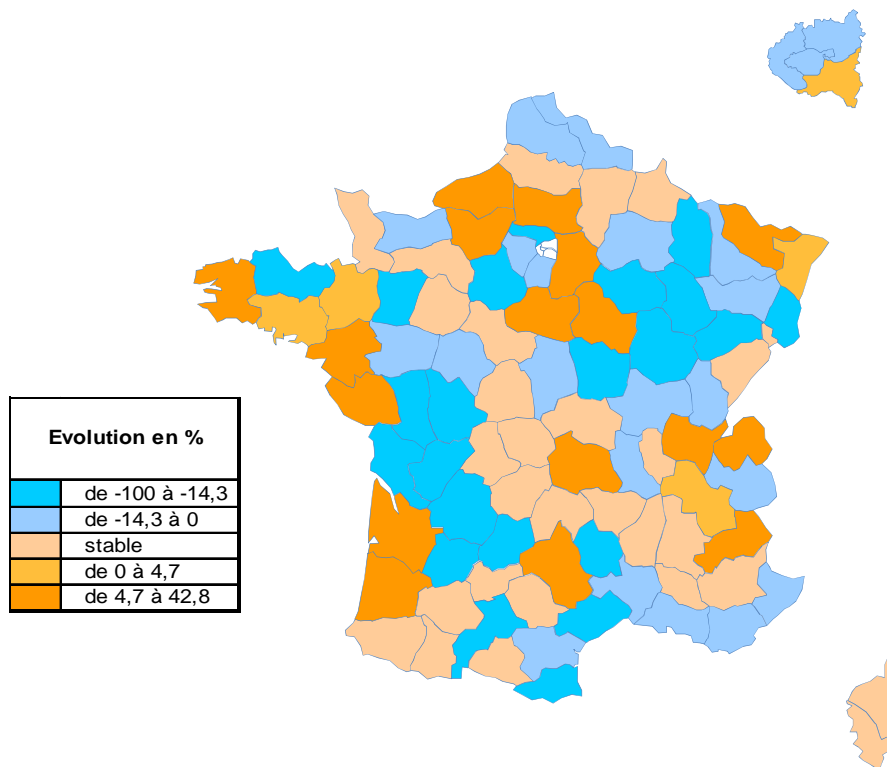 Evolution en %
de -100 à -14,3
de -14,3 à 0
stable
de 0 à 4,7
de 4,7 à 42,8